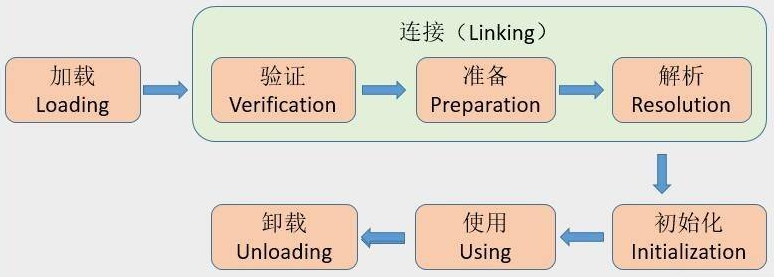 连接（Linking）
加载
Loading
验证
Verification
准备
Preparation
解析
Resolution
初始化
Initialization
使用
Using
卸载
Unloading